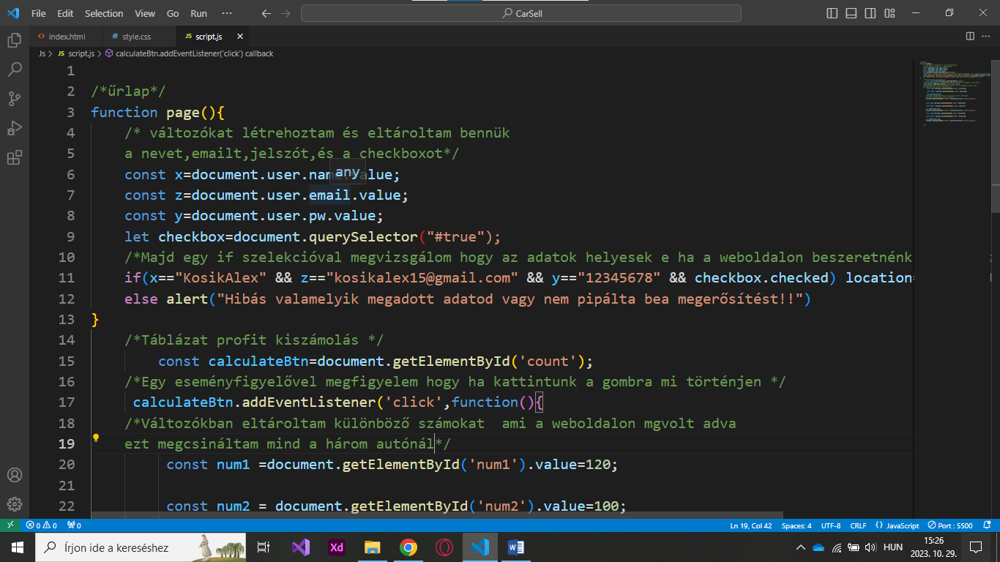 File Edit Selection View Go Run ··· CarSell
index.html style.css JS script.js
Js > JS script.js > calculateBtn.addEventListener('click') callback
1
2 /*űrlap*/
3 function page(){
4 /* változókat létrehoztam és eltároltam bennük
5 a nevet,emailt,jelszót,és a checkboxot*/
6 const x=document.user.name.value;
any
7 const z=document.user.email.value;
8 const y=document.user.pw.value;
9 let checkbox=document.querySelector("#true");
10 /*Majd egy if szelekcióval megvizsgálom hogy az adatok helyesek e ha a weboldalon beszeretnénk
11 if(x=="KosikAlex" && z=="kosikalex15@gmail.com" && y=="12345678" && checkbox.checked) location=
12 else alert("Hibás valamelyik megadott adatod vagy nem pipálta bea megerősítést!!")
13 }
14 /*Táblázat profit kiszámolás */
15 const calculateBtn=document.getElementById('count');
16 /*Egy eseményfigyelővel megfigyelem hogy ha kattintunk a gombra mi történjen */
17 calculateBtn.addEventListener('click',function(){
18 /*Változókban eltároltam különböző számokat  ami a weboldalon mgvolt adva
19 ezt megcsináltam mind a három autónál*/
20 const num1 =document.getElementById('num1').value=120;
21
22 const num2 = document.getElementById('num2').value=100;
0 0 0 Ln 19, Col 42 Spaces: 4 UTF-8 CRLF {} JavaScript Port : 5500
Írjon ide a kereséshez Xd HUN 15:26
2023. 10. 29.